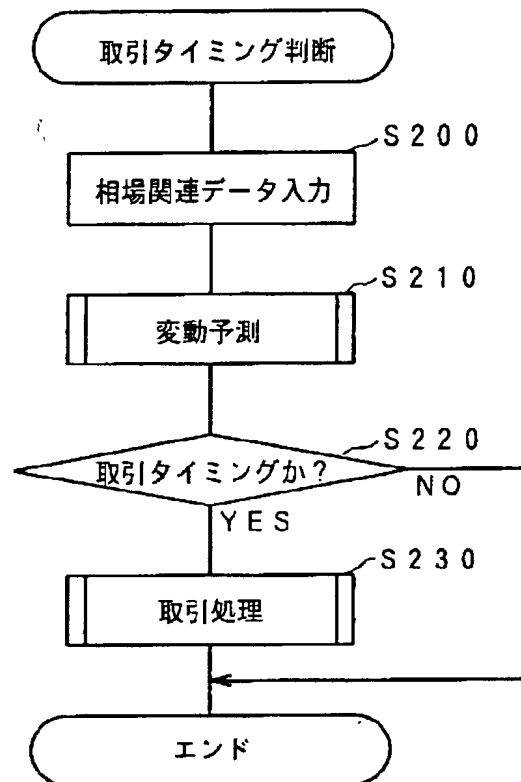 取引タイミング判断
S200
相場関連データ入力
S210
変動予測
S220
取引タイミングか?
NO
YES
S230
取引処理
エンド